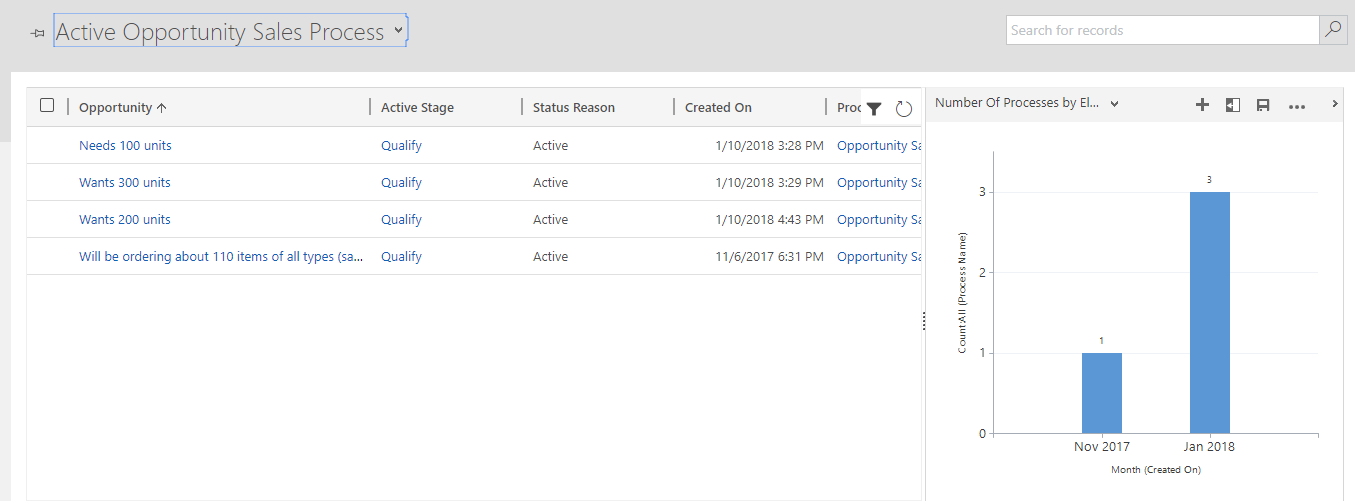 Active Opportunity Sales Process
Search for records
Opportunity Active Stage Status Reason Created On Proc
Needs 100 units Qualify Active 1/10/2018 3:28 PM Opportunity Sa
Wants 300 units Qualify Active 1/10/2018 3:29 PM Opportunity Sa
Wants 200 units Qualify Active 1/10/2018 4:43 PM Opportunity Sa
Will be ordering about 110 items of all types (sa... Qualify Active 11/6/2017 6:31 PM Opportunity Sa
Number Of Processes by El...
Count:All (Process Name)
3
2
1
0
1
3
Nov 2017 Jan 2018
Month (Created On)